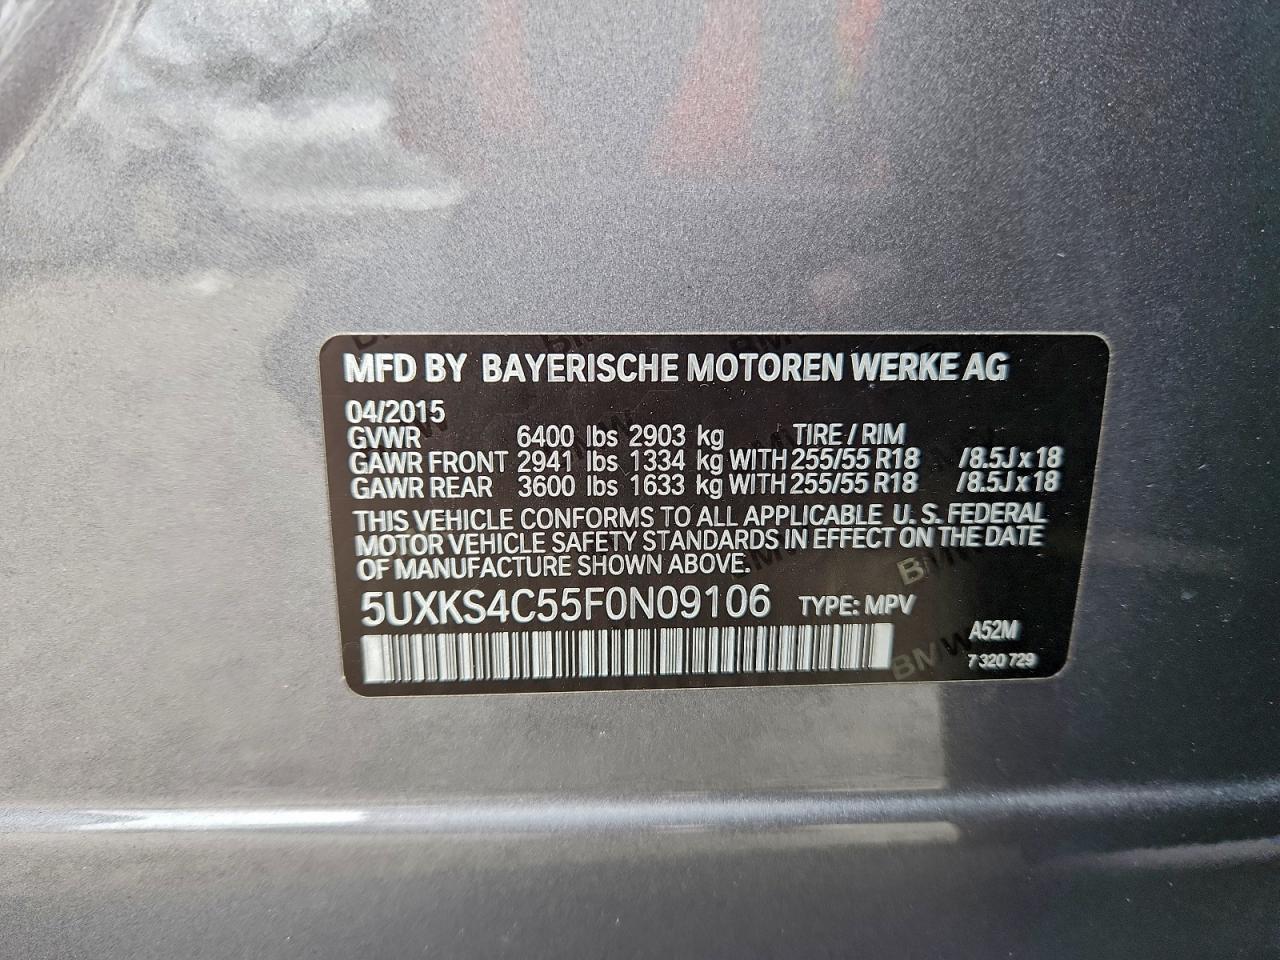 MFD BY BAYERISCHE MOTOREN WERKE AG
04/2015
GVWR 6400 lbs 2903 kg TIRE / RIM
GAWR FRONT 2941 lbs 1334 kg WITH 255/55 R18 /8.5J x 18
GAWR REAR 3600 lbs 1633 kg WITH 255/55 R18 /8.5J x 18
THIS VEHICLE CONFORMS TO ALL APPLICABLE U. S. FEDERAL
MOTOR VEHICLE SAFETY STANDARDS IN EFFECT ON THE DATE
OF MANUFACTURE SHOWN ABOVE.
5UXKS4C55F0N09106 TYPE: MPV
A52M
7 320 729
BMW
BMW